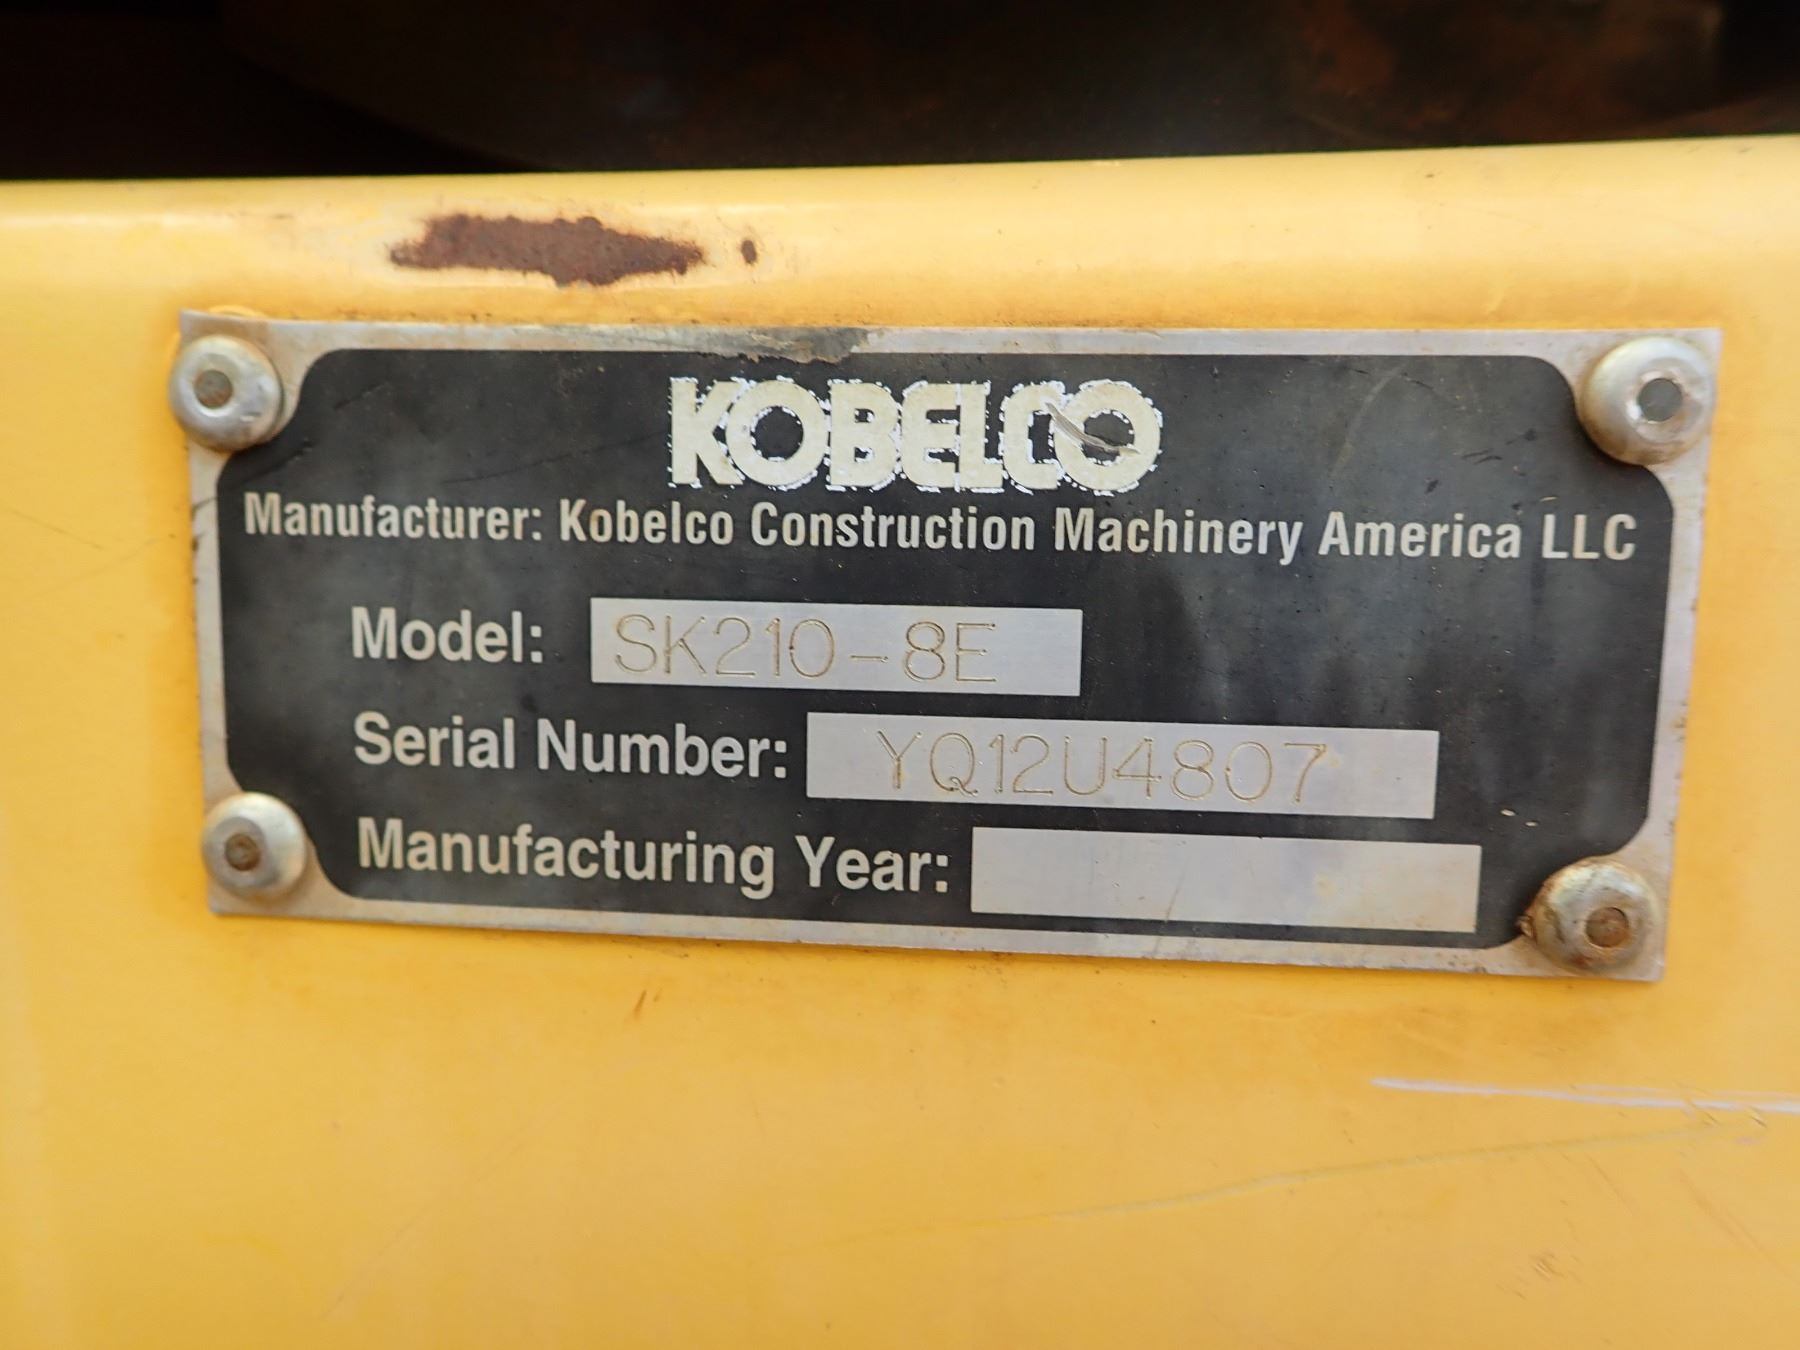 KOBELCO
Manufacturer: Kobelco Construction Machinery America LLC
Model: SK210-8E
Serial Number: YQ12U4807
Manufacturing Year: